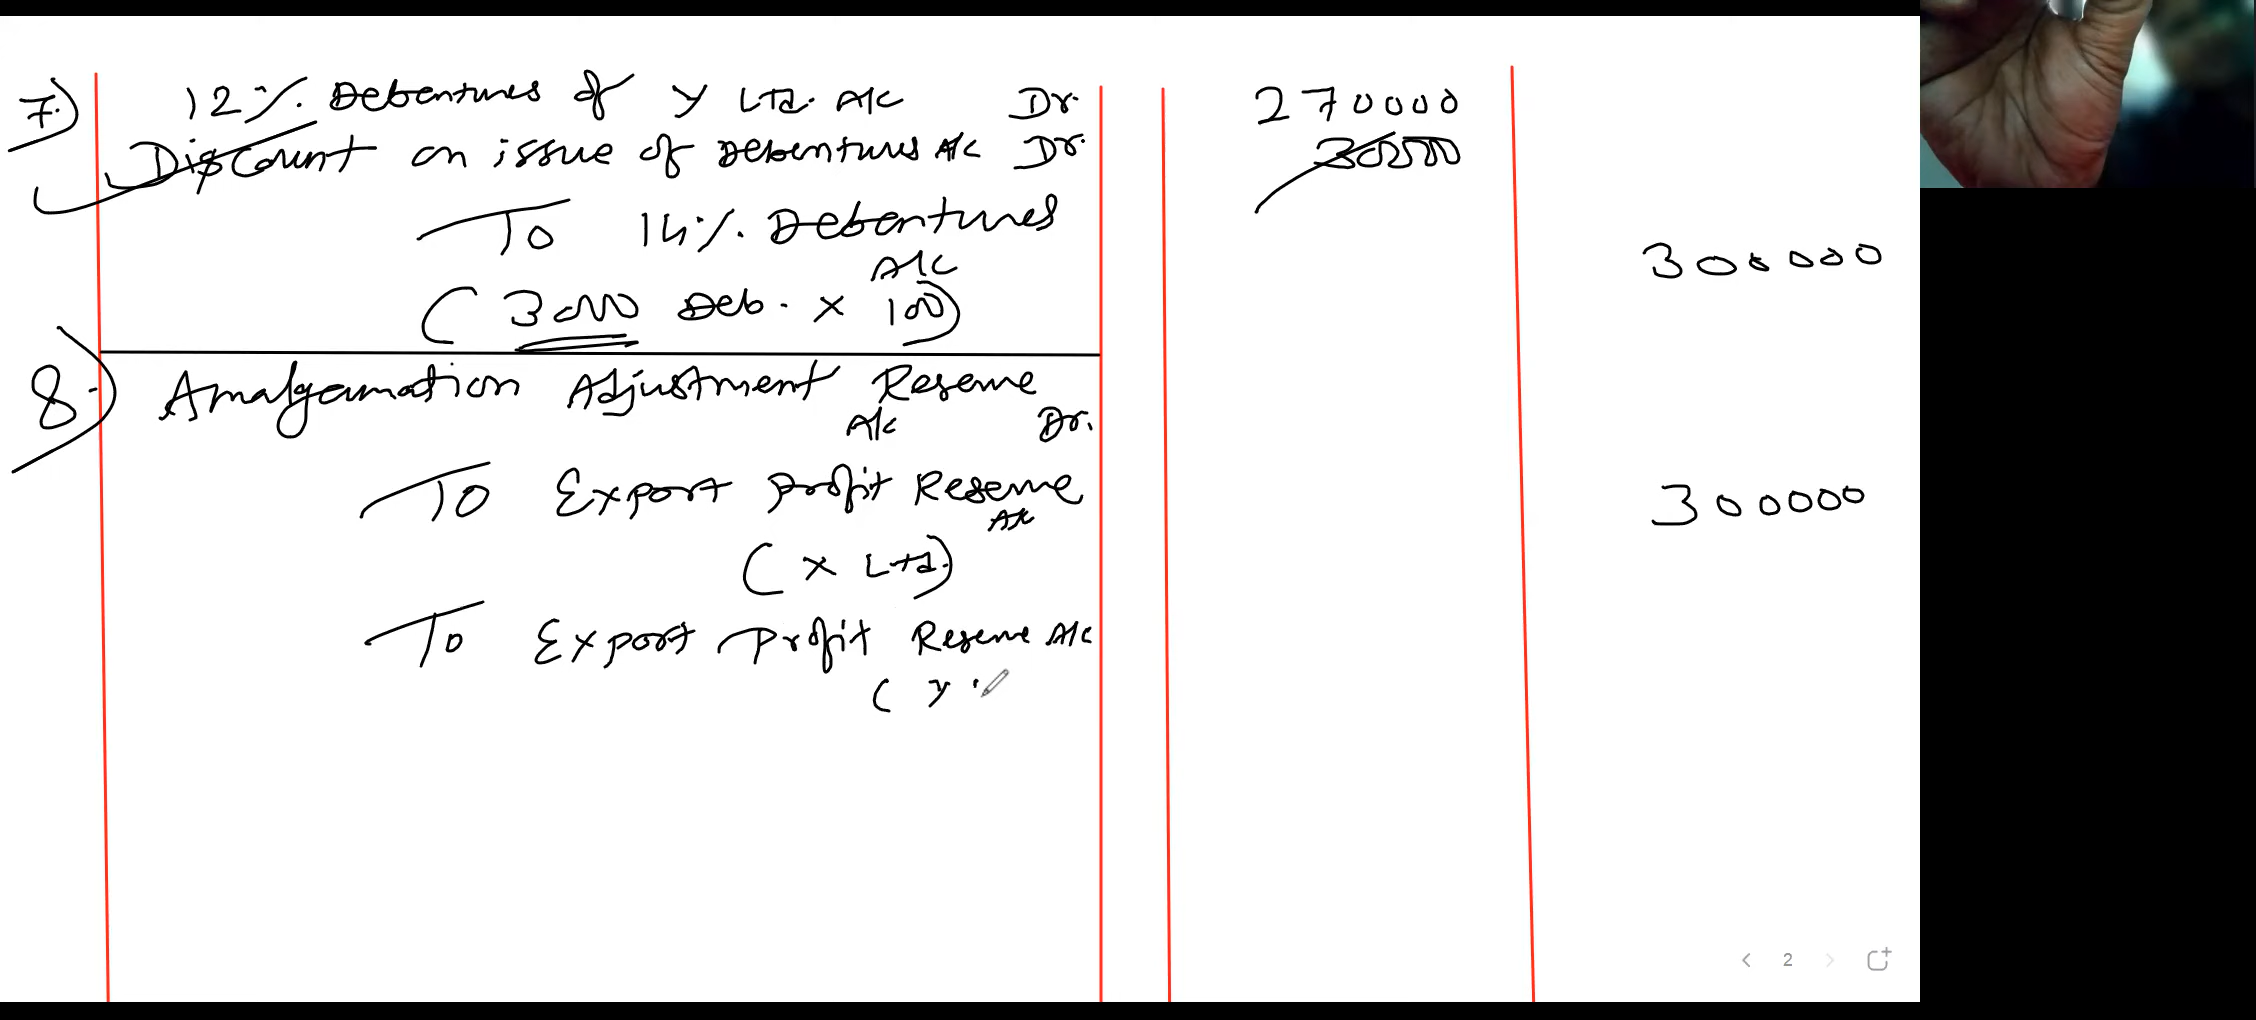 7.) 12% Debentures of Y Ltd. A/c Dr. 270000
Discount on issue of Debentures A/c Dr. 30000
To 14% Debentures A/c 300000
(3000 Deb. × 100)
8.) Amalgamation Adjustment Reserve A/c Dr.
To Export Profit Reserve A/c 300000
(X Ltd.)
To Export Profit Reserve A/c
(Y
2